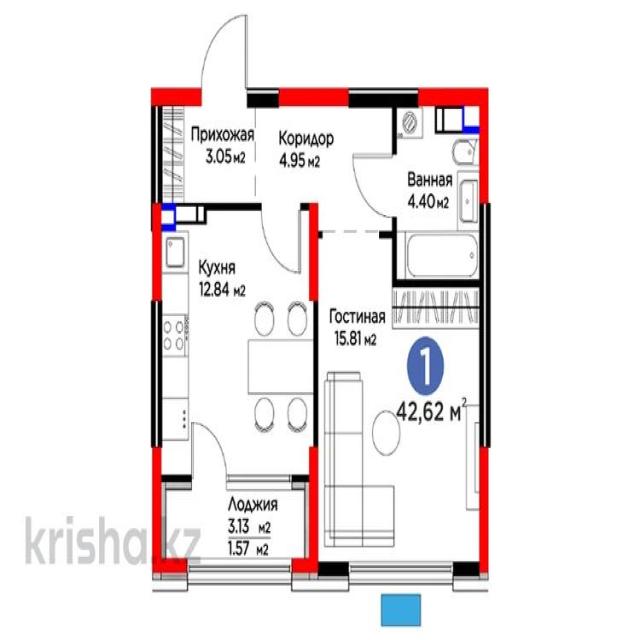 Прихожая
3.05 м2
Коридор
4.95 м2
Ванная
4.40 м2
Кухня
12.84 м2
Гостиная
15.81 м2
1
42,62 м²
Лоджия
3.13 м2
1.57 м2
krisha.kz